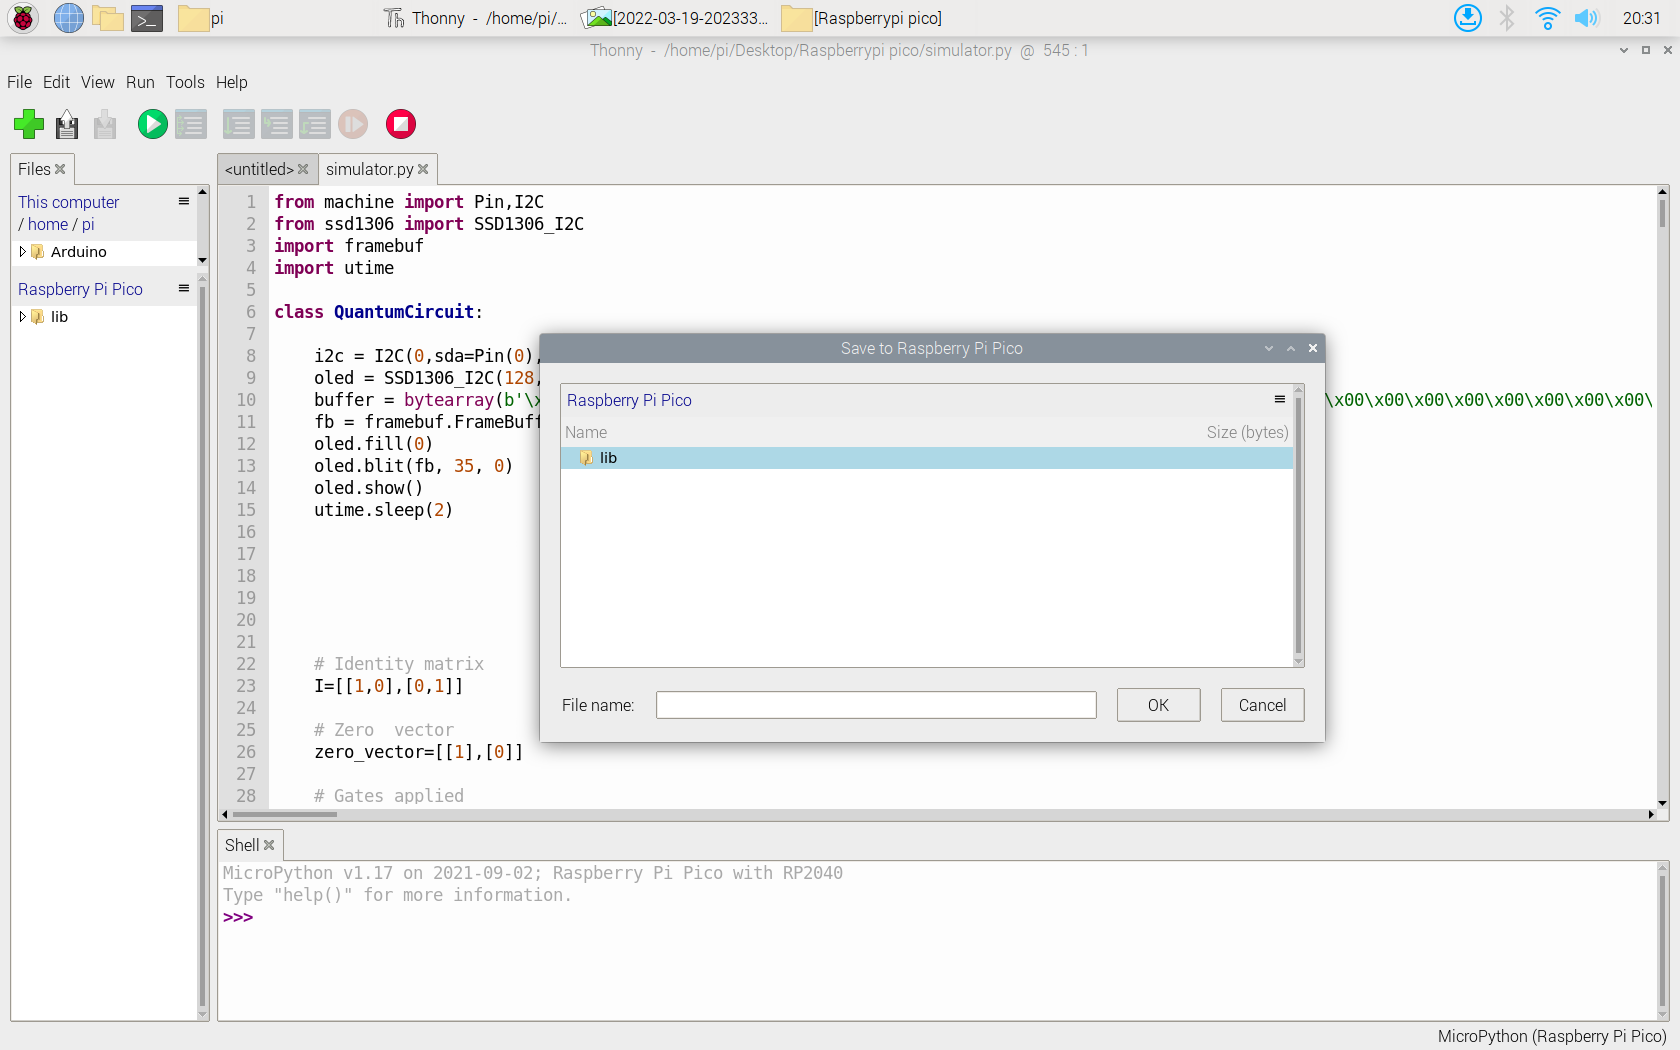 pi
Thonny  -  /home/pi/...
[2022-03-19-202333...
[Raspberrypi pico]
20:31
Thonny  -  /home/pi/Desktop/Raspberrypi pico/simulator.py  @  545 : 1
File Edit View Run Tools Help
Files
This computer
/ home / pi
Arduino
Raspberry Pi Pico
lib
<untitled>
simulator.py
1 from machine import Pin,I2C
2 from ssd1306 import SSD1306_I2C
3 import framebuf
4 import utime
5
6 class QuantumCircuit:
7
8     i2c = I2C(0,sda=Pin(0),
9     oled = SSD1306_I2C(128,
10     buffer = bytearray(b'\x \x00\x00\x00\x00\x00\x00\x00\x00\
11     fb = framebuf.FrameBuff
12     oled.fill(0)
13     oled.blit(fb, 35, 0)
14     oled.show()
15     utime.sleep(2)
16
17
18
19
20
21
22     # Identity matrix
23     I=[[1,0],[0,1]]
24
25     # Zero  vector
26     zero_vector=[[1],[0]]
27
28     # Gates applied
Save to Raspberry Pi Pico
Raspberry Pi Pico
Name Size (bytes)
lib
File name:
OK
Cancel
Shell
MicroPython v1.17 on 2021-09-02; Raspberry Pi Pico with RP2040
Type "help()" for more information.
>>>
MicroPython (Raspberry Pi Pico)